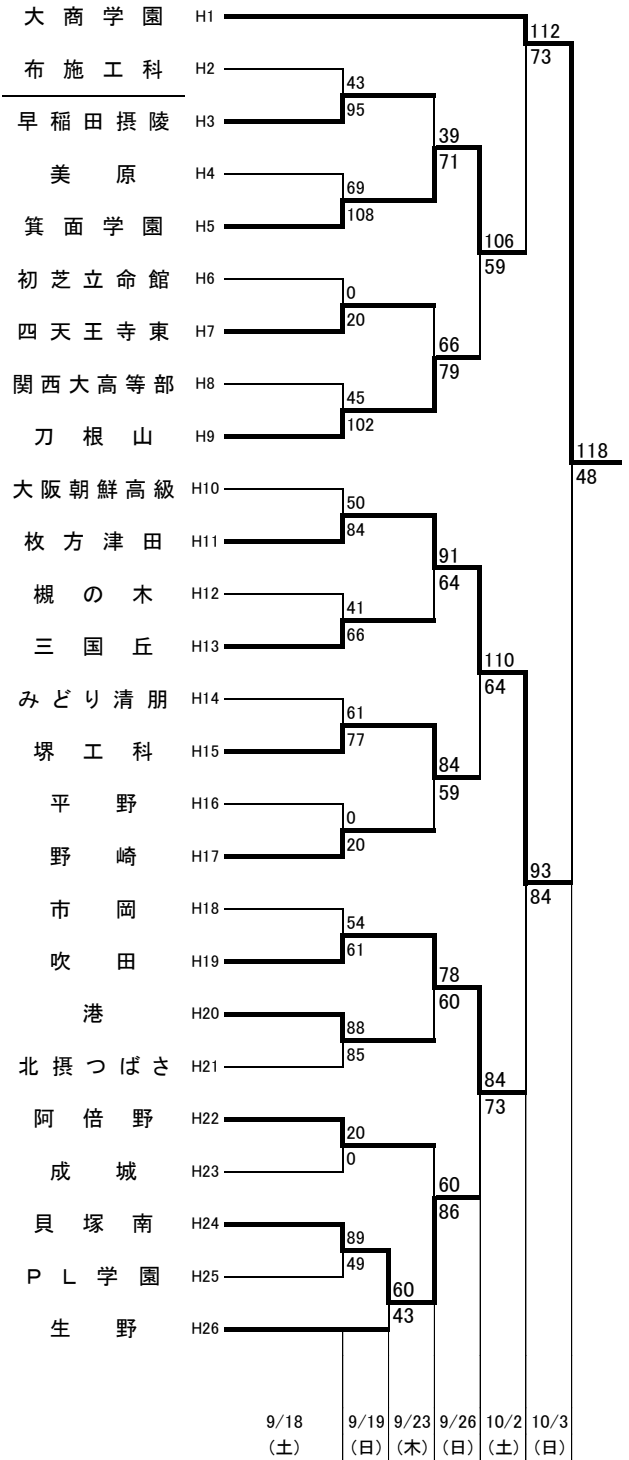 大商学園 H1
112
73
布施工科 H2
43
95
早稲田摂陵 H3
39
71
美原 H4
69
108
箕面学園 H5
106
59
初芝立命館 H6
0
20
四天王寺東 H7
66
79
関西大高等部 H8
45
102
刀根山 H9
118
48
大阪朝鮮高級 H10
50
84
枚方津田 H11
91
64
槻の木 H12
41
66
三国丘 H13
110
64
みどり清朋 H14
61
77
堺工科 H15
84
59
平野 H16
0
20
野崎 H17
93
84
市岡 H18
54
61
吹田 H19
78
60
港 H20
88
85
北摂つばさ H21
84
73
阿倍野 H22
20
0
成城 H23
60
86
貝塚南 H24
89
49
PL学園 H25
60
43
生野 H26
9/18 9/19 9/23 9/26 10/2 10/3
(土) (日) (木) (日) (土) (日)